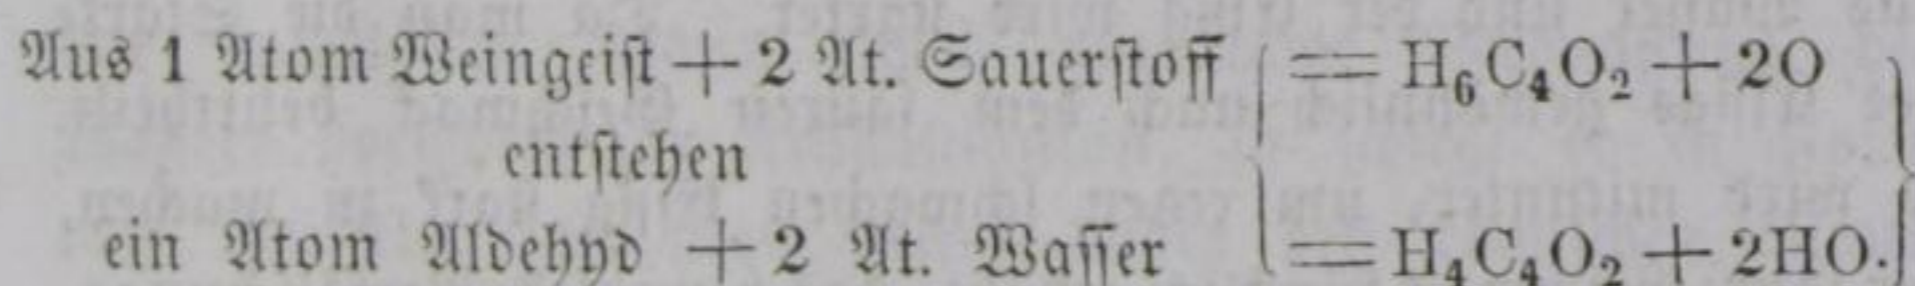 Aus 1 Atom Weingeist + 2 At. Sauerstoff = H₆C₄O₂ + 2O
entstehen
ein Atom Aldehyd + 2 At. Wasser = H₄C₄O₂ + 2HO.